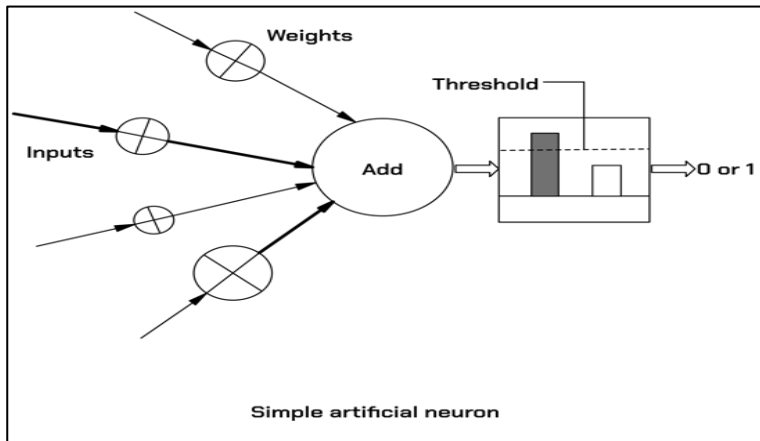 Weights
Threshold
Inputs
Add
0 or 1
Simple artificial neuron